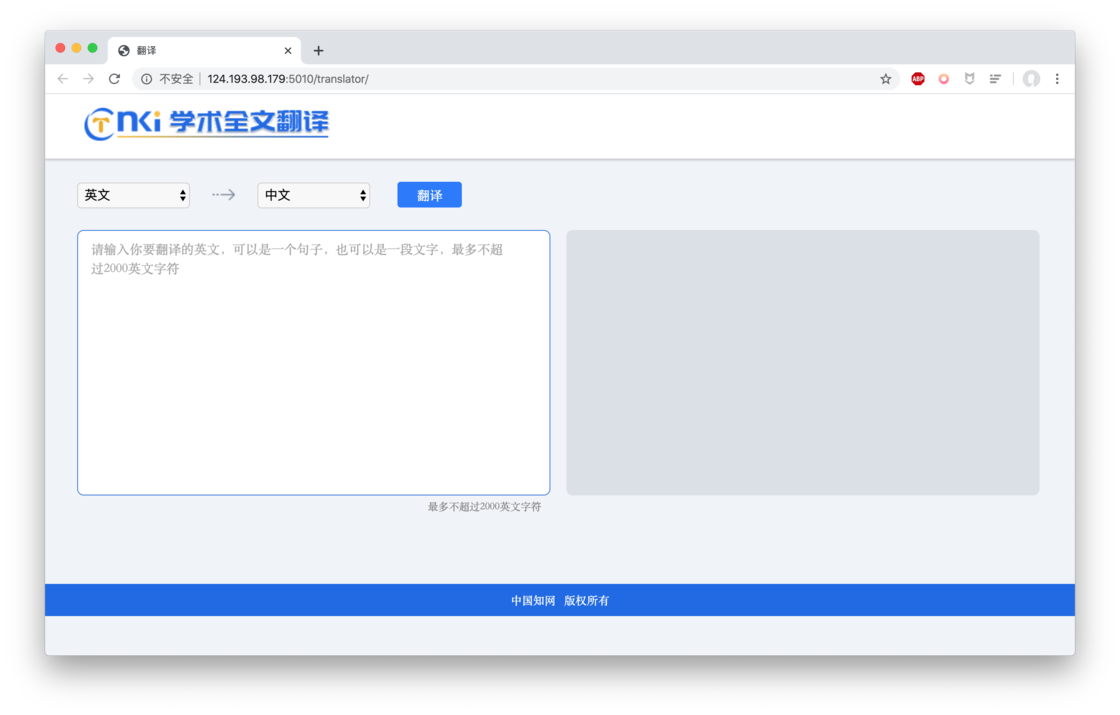 翻译
不安全 124.193.98.179:5010/translator/
ABP
CNKI 学术全文翻译
英文 中文 翻译
请输入你要翻译的英文，可以是一个句子，也可以是一段文字，最多不超
过2000英文字符
最多不超过2000英文字符
中国知网 版权所有